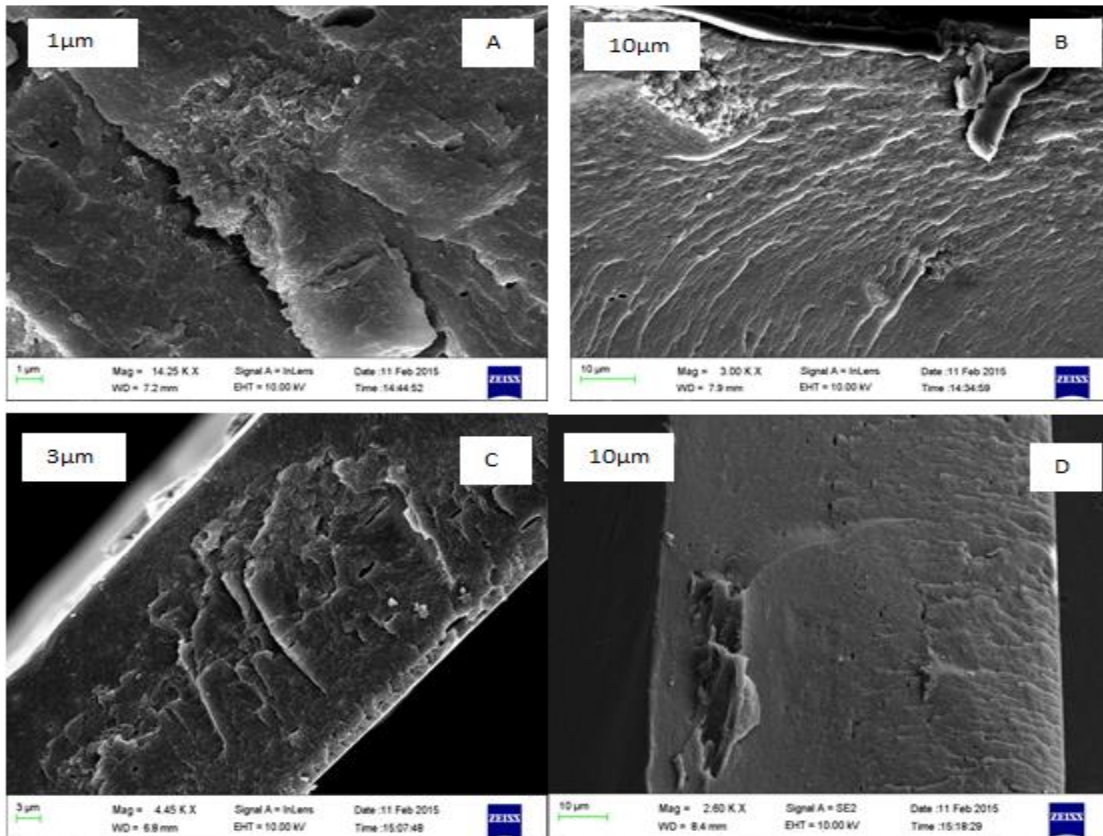 1µm
A
1 µm
Mag = 14.25 K X
Signal A = InLens
Date :11 Feb 2015
WD = 7.2 mm
EHT = 10.00 kV
Time :14:44:52
ZEISS
10µm
B
10 µm
Mag = 3.00 K X
Signal A = InLens
Date :11 Feb 2015
WD = 7.9 mm
EHT = 10.00 kV
Time :14:34:59
ZEISS
3µm
C
3 µm
Mag = 4.45 K X
Signal A = InLens
Date :11 Feb 2015
WD = 6.8 mm
EHT = 10.00 kV
Time :15:07:48
ZEISS
10µm
D
10 µm
Mag = 2.60 K X
Signal A = SE2
Date :11 Feb 2015
WD = 8.4 mm
EHT = 10.00 kV
Time :15:18:29
ZEISS